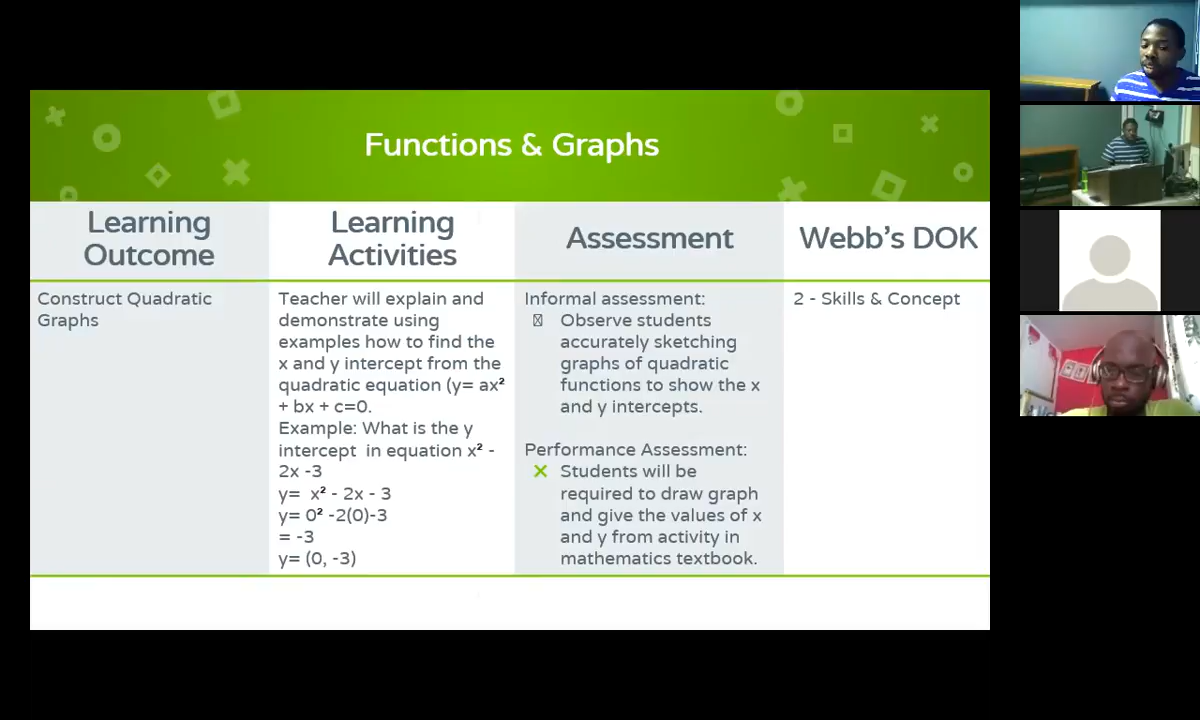 Functions & Graphs
Learning
Outcome
Learning
Activities
Assessment
Webb's DOK
Construct Quadratic
Graphs
Teacher will explain and
demonstrate using
examples how to find the
x and y intercept from the
quadratic equation (y= ax²
+ bx + c=0.
Example: What is the y
intercept in equation x² -
2x -3
y= x² - 2x - 3
y= 0² -2(0)-3
= -3
y= (0, -3)
Informal assessment:
Observe students
accurately sketching
graphs of quadratic
functions to show the x
and y intercepts.
Performance Assessment:
Students will be
required to draw graph
and give the values of x
and y from activity in
mathematics textbook.
2 - Skills & Concept